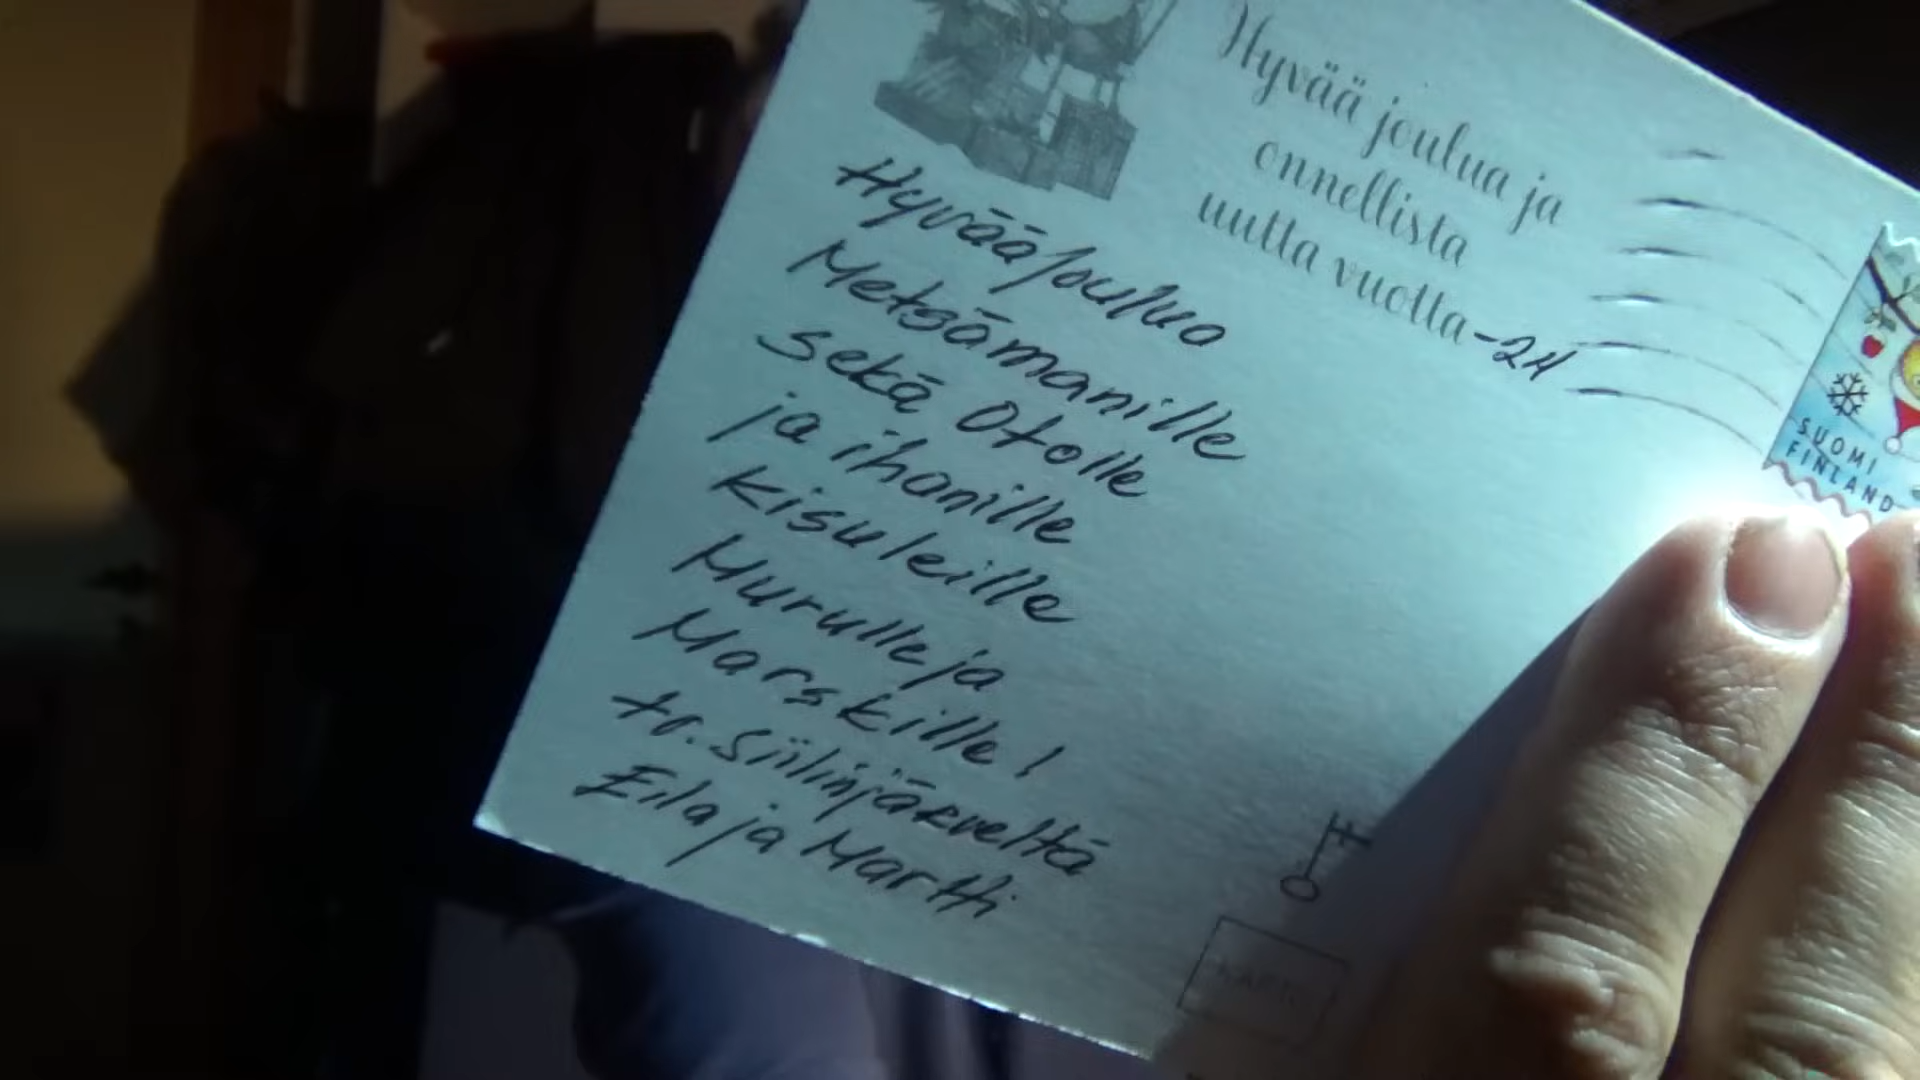 Hyvää joulua ja
onnellista
uutta vuotta -24
Hyvää Joulua
Metsämanille
sekä Otolle
ja ihanille
kisuleille
Murulle ja
Marskille!
tv. Siilinjärveltä
Eila ja Martti
SUOMI
FINLAND